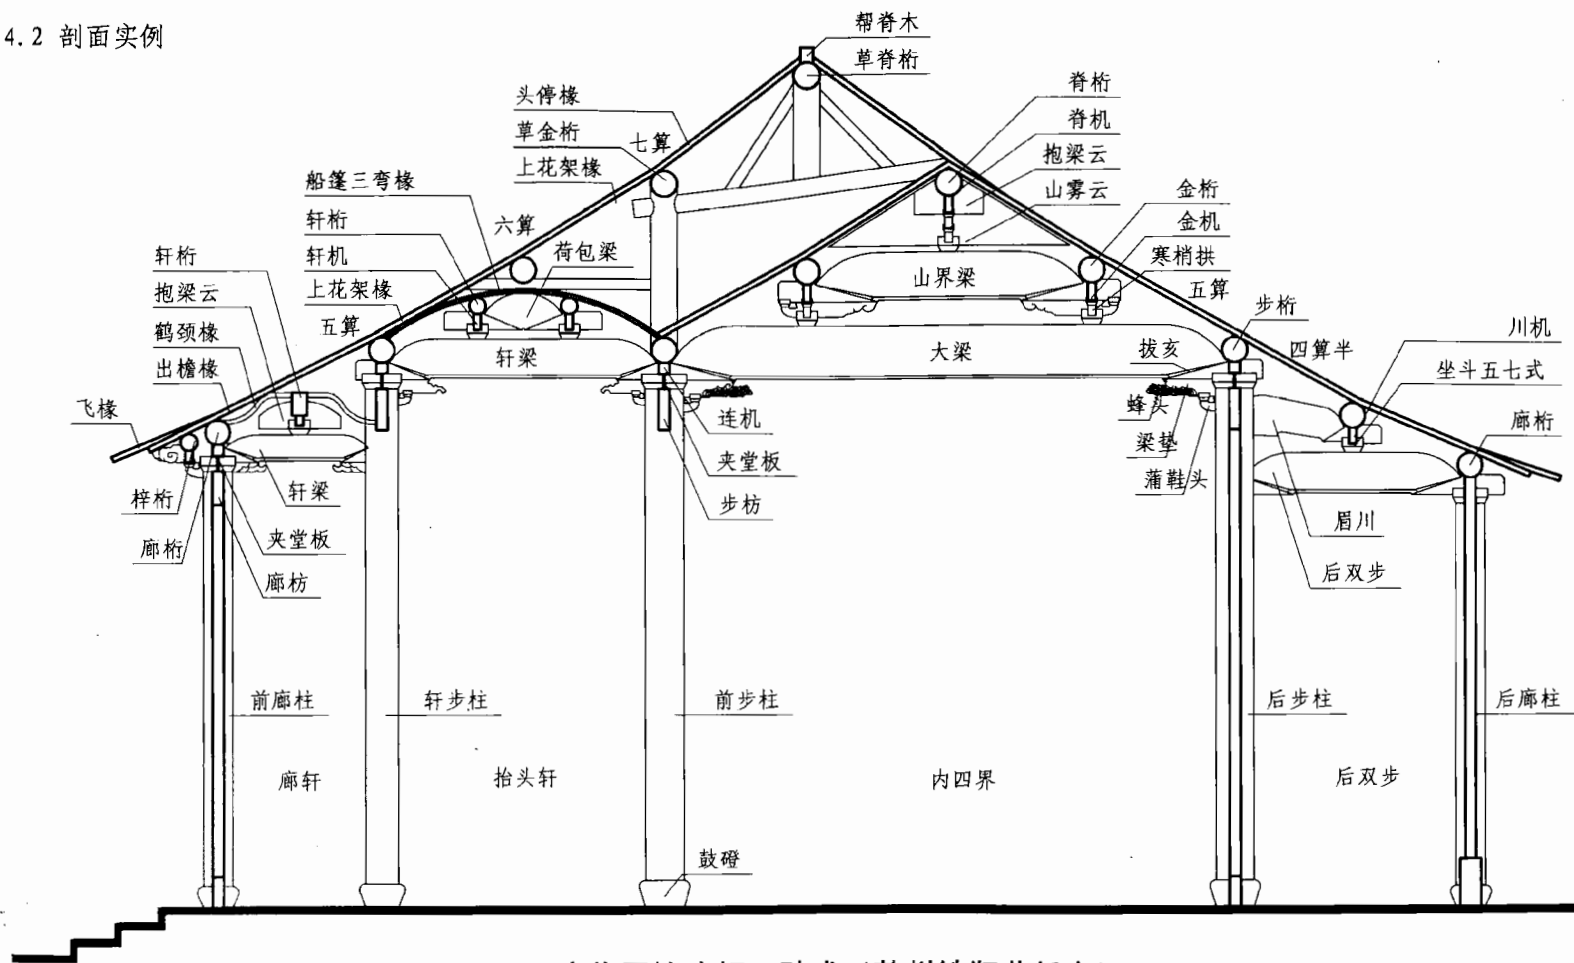 4.2 剖面实例
帮脊木
草脊桁
头停椽
草金桁
七算
上花架椽
脊桁
脊机
抱梁云
山雾云
船篷三弯椽
轩桁
六算
轩机
荷包梁
上花架椽
五算
金桁
金机
寒梢拱
五算
山界梁
轩桁
抱梁云
鹤颈椽
出檐椽
飞椽
轩梁
大梁
拔亥
步桁
四算半
川机
坐斗五七式
廊桁
蜂头
梁垫
蒲鞋头
连机
夹堂板
步枋
梓桁
轩梁
廊桁
夹堂板
廊枋
眉川
后双步
前廊柱
轩步柱
前步柱
后步柱
后廊柱
廊轩
抬头轩
内四界
后双步
鼓磴